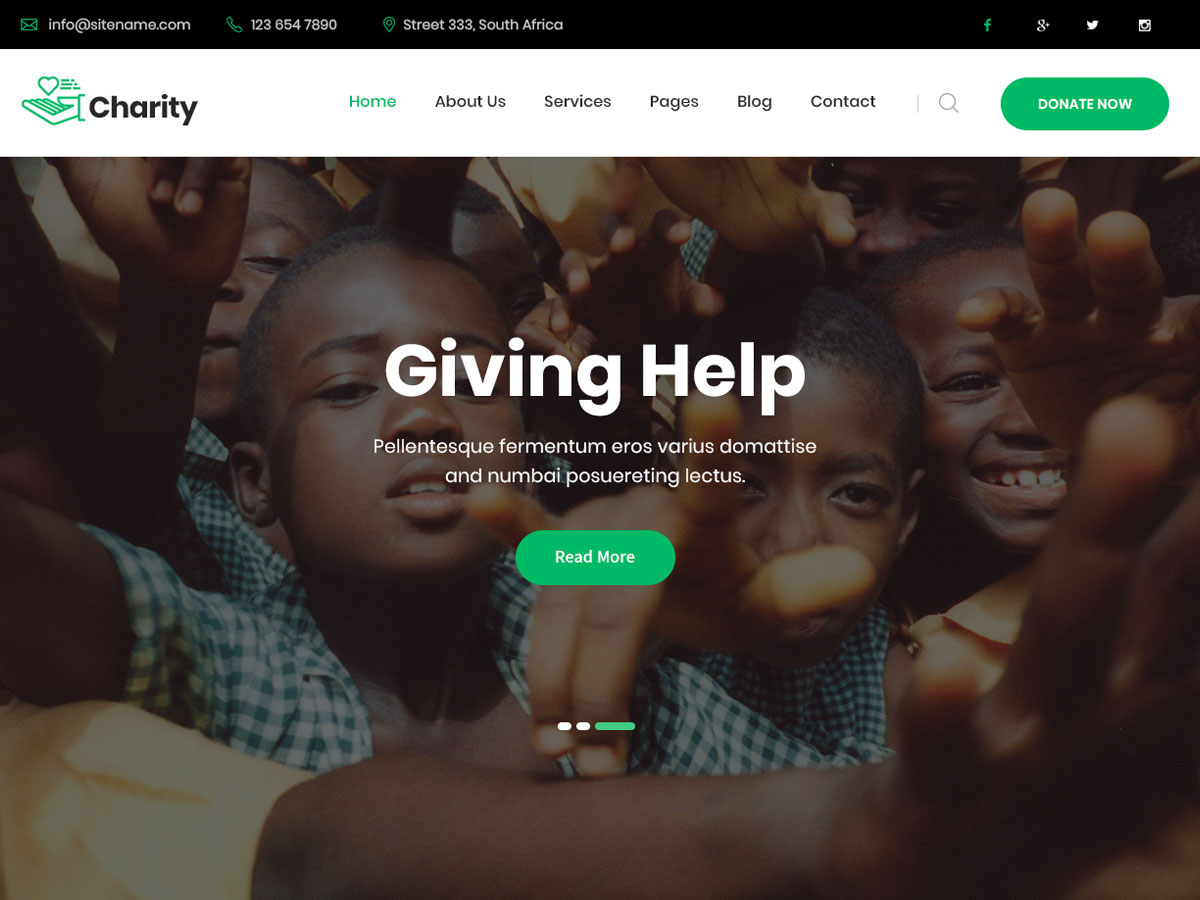 info@sitename.com 123 654 7890 Street 333, South Africa
Charity Home About Us Services Pages Blog Contact DONATE NOW
Giving Help
Pellentesque fermentum eros varius domattise
and numbai posuereting lectus.
Read More